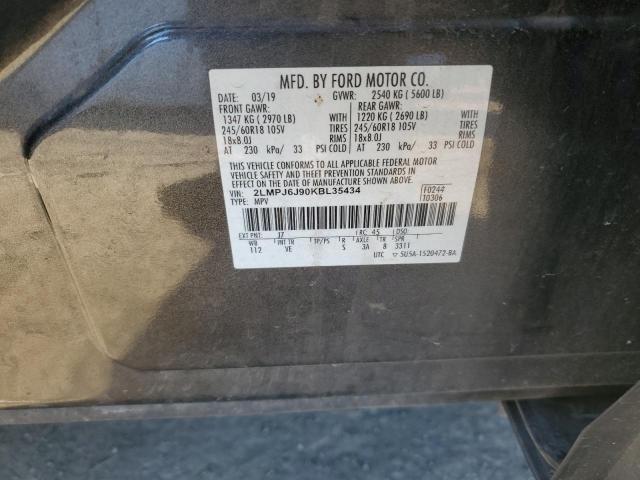 MFD. BY FORD MOTOR CO.
DATE: 03/19 GVWR: 2540 KG ( 5600 LB)
FRONT GAWR: REAR GAWR:
1347 KG ( 2970 LB) WITH 1220 KG ( 2690 LB) WITH
245/60R18 105V TIRES 245/60R18 105V TIRES
18x8.0J RIMS 18x8.0J RIMS
AT 230 kPa/ 33 PSI COLD AT 230 kPa/ 33 PSI COLD
THIS VEHICLE CONFORMS TO ALL APPLICABLE FEDERAL MOTOR
VEHICLE SAFETY AND THEFT PREVENTION STANDARDS IN
EFFECT ON THE DATE OF MANUFACTURE SHOWN ABOVE.
VIN: 2LMPJ6J90KBL35434 F0244
TYPE: MPV T0306
EXT PNT: J7 RC: 45 DSO:
WB INT TR TP/PS R AXLE TR SPR
112 VE S 3A 8 3311
UTC 5U5A-1520472-BA